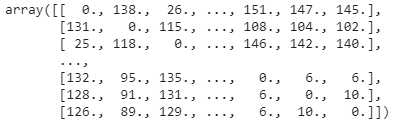 array([[ 0., 138., 26., ..., 151., 147., 145.],
[131., 0., 115., ..., 108., 104., 102.],
[ 25., 118., 0., ..., 146., 142., 140.],
...,
[132., 95., 135., ..., 0., 6., 6.],
[128., 91., 131., ..., 6., 0., 10.],
[126., 89., 129., ..., 6., 10., 0.]])